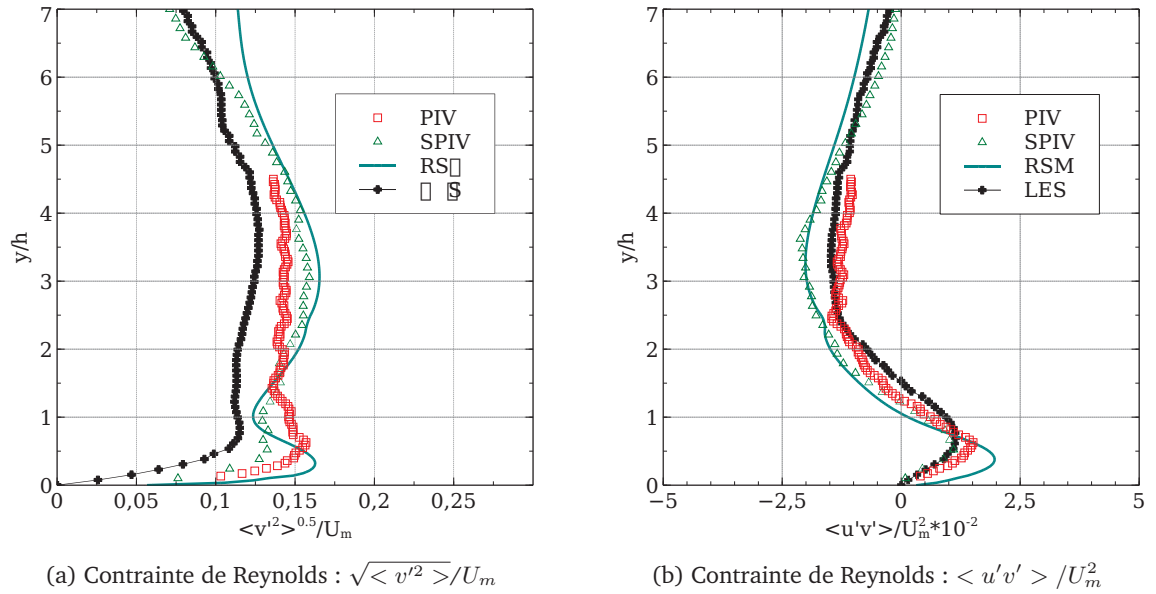 7
6
5
4
3
2
1
0
y/h
PIV
SPIV
RS▯
▯ ▯S
0 0,05 0,1 0,15 0,2 0,25
<v'²>^0.5/U_m
(a) Contrainte de Reynolds : √< v'² >/U_m
7
6
5
4
3
2
1
0
y/h
PIV
SPIV
RSM
LES
−5 −2,5 0 2,5 5
<u'v'>/U_m²*10⁻²
(b) Contrainte de Reynolds : < u'v' > /U_m²